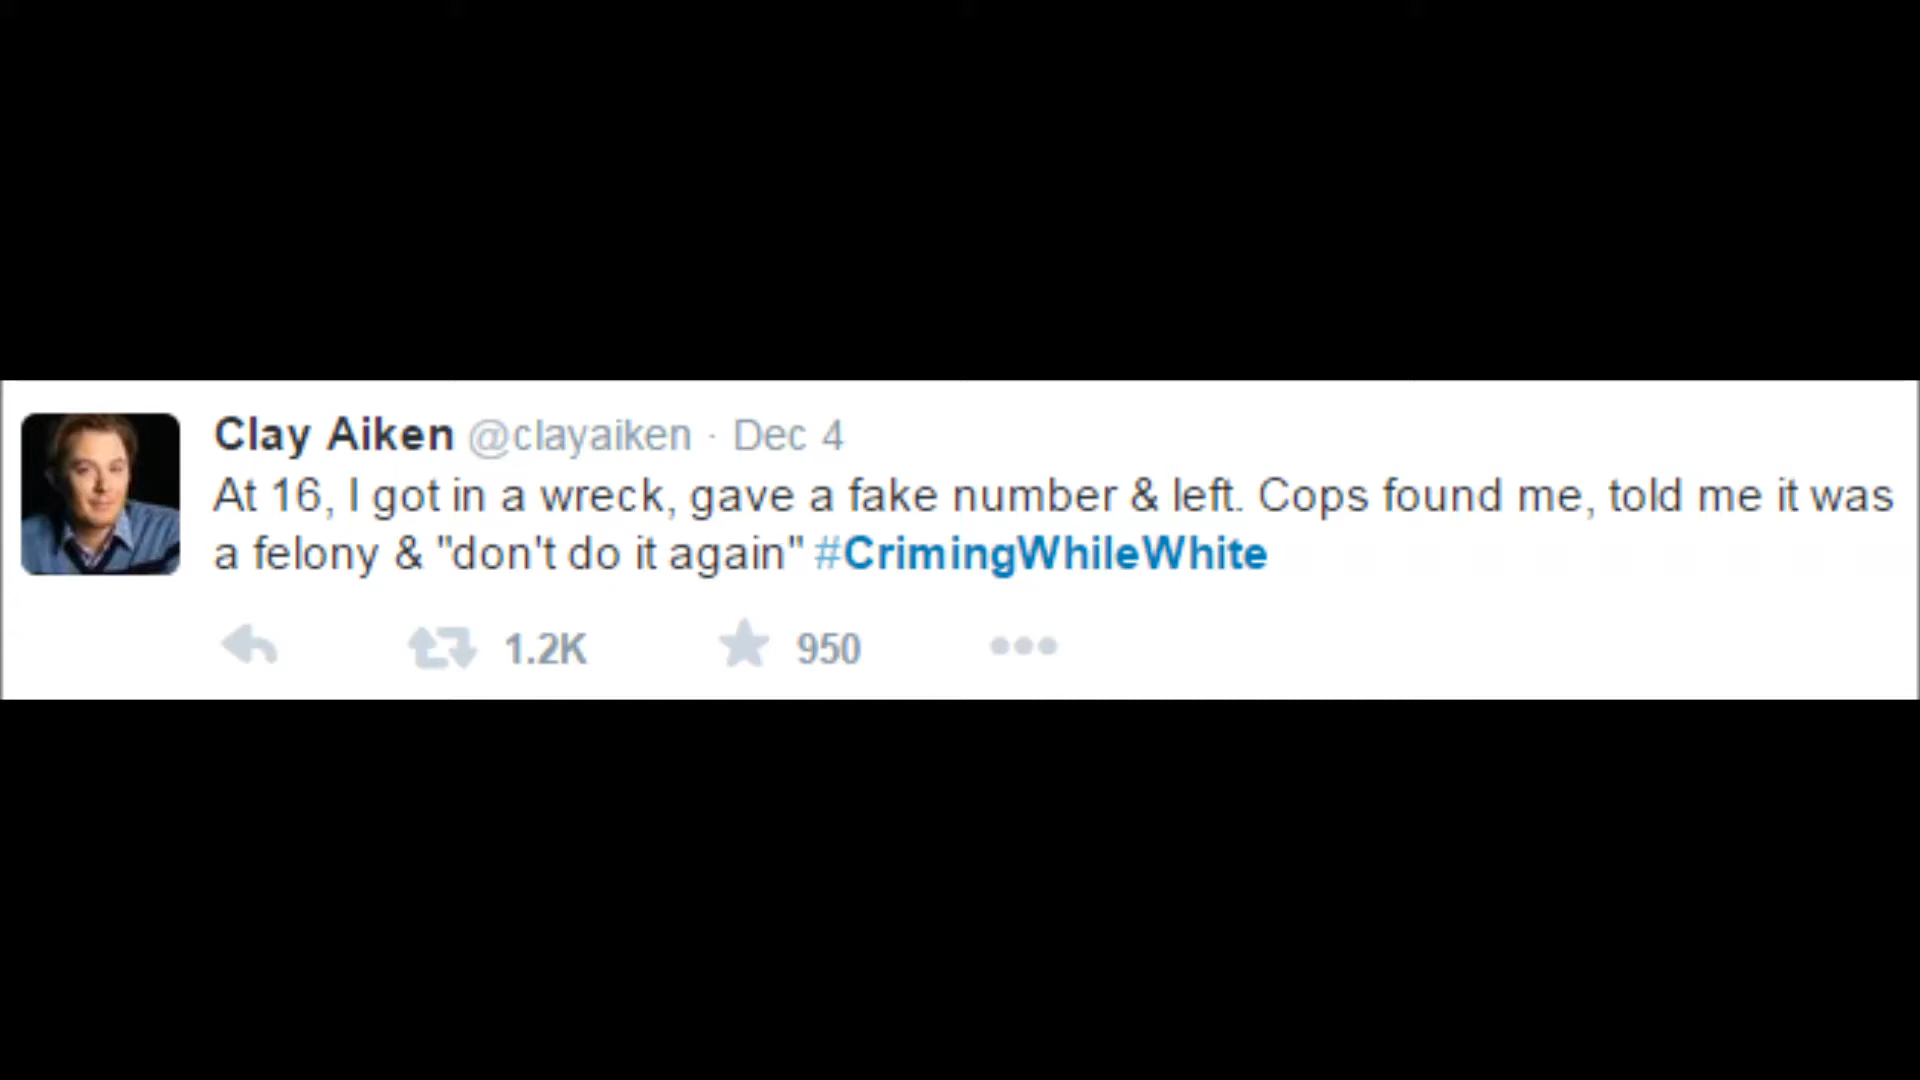 Clay Aiken @clayaiken · Dec 4
At 16, I got in a wreck, gave a fake number & left. Cops found me, told me it was
a felony & "don't do it again" #CrimingWhileWhite
1.2K 950